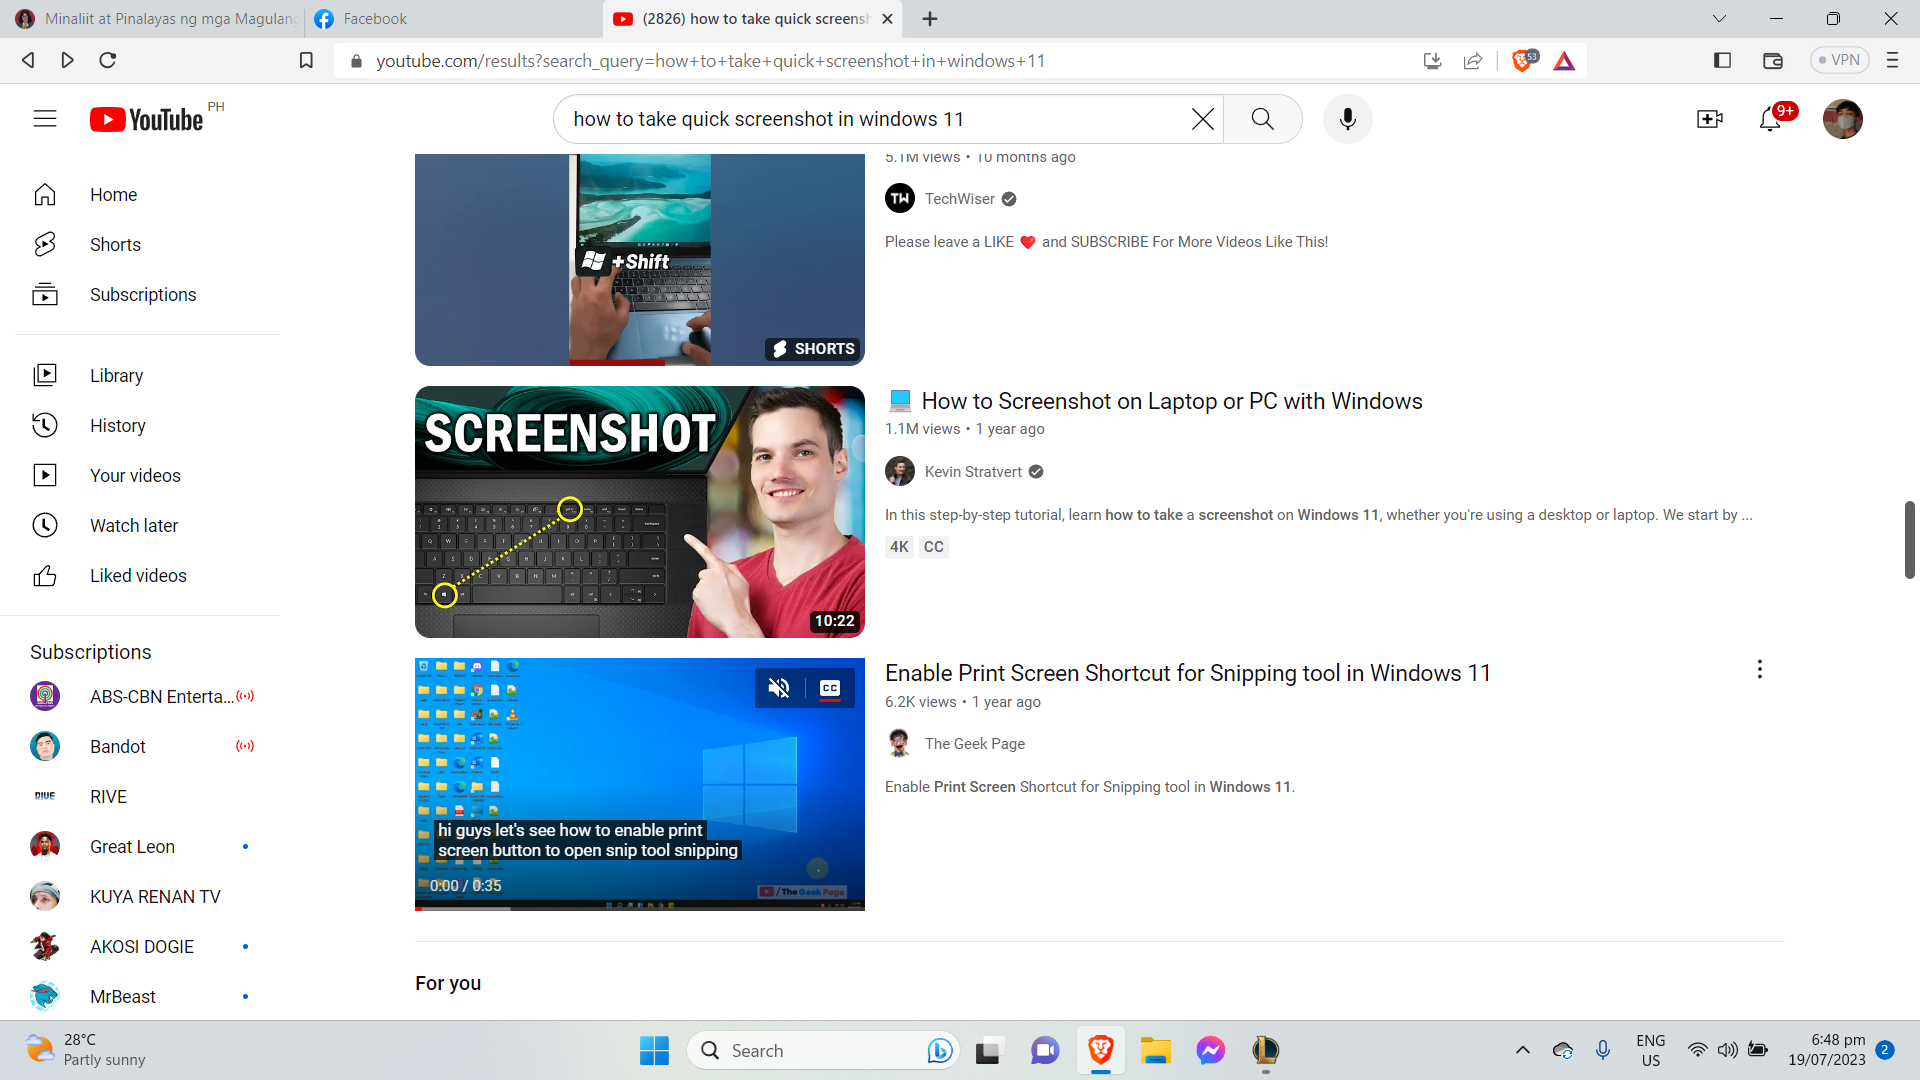 Minaliit at Pinalayas ng mga Magulang
Facebook
(2826) how to take quick screensh
youtube.com/results?search_query=how+to+take+quick+screenshot+in+windows+11
53
VPN
YouTube
PH
how to take quick screenshot in windows 11
9+
Home
Shorts
Subscriptions
Library
History
Your videos
Watch later
Liked videos
Subscriptions
ABS-CBN Enterta...
Bandot
RIVE
RIVE
Great Leon
KUYA RENAN TV
AKOSI DOGIE
MrBeast
+Shift
SHORTS
5.1M views • 10 months ago
TW
TechWiser
Please leave a LIKE ❤️ and SUBSCRIBE For More Videos Like This!
SCREENSHOT
10:22
💻 How to Screenshot on Laptop or PC with Windows
1.1M views • 1 year ago
Kevin Stratvert
In this step-by-step tutorial, learn how to take a screenshot on Windows 11, whether you're using a desktop or laptop. We start by ...
4K CC
CC
hi guys let's see how to enable print
screen button to open snip tool snipping
0:00 / 0:35
/The Geek Page
Enable Print Screen Shortcut for Snipping tool in Windows 11
6.2K views • 1 year ago
The Geek Page
Enable Print Screen Shortcut for Snipping tool in Windows 11.
For you
28°C
Partly sunny
Search
ENG
US
6:48 pm
19/07/2023
2